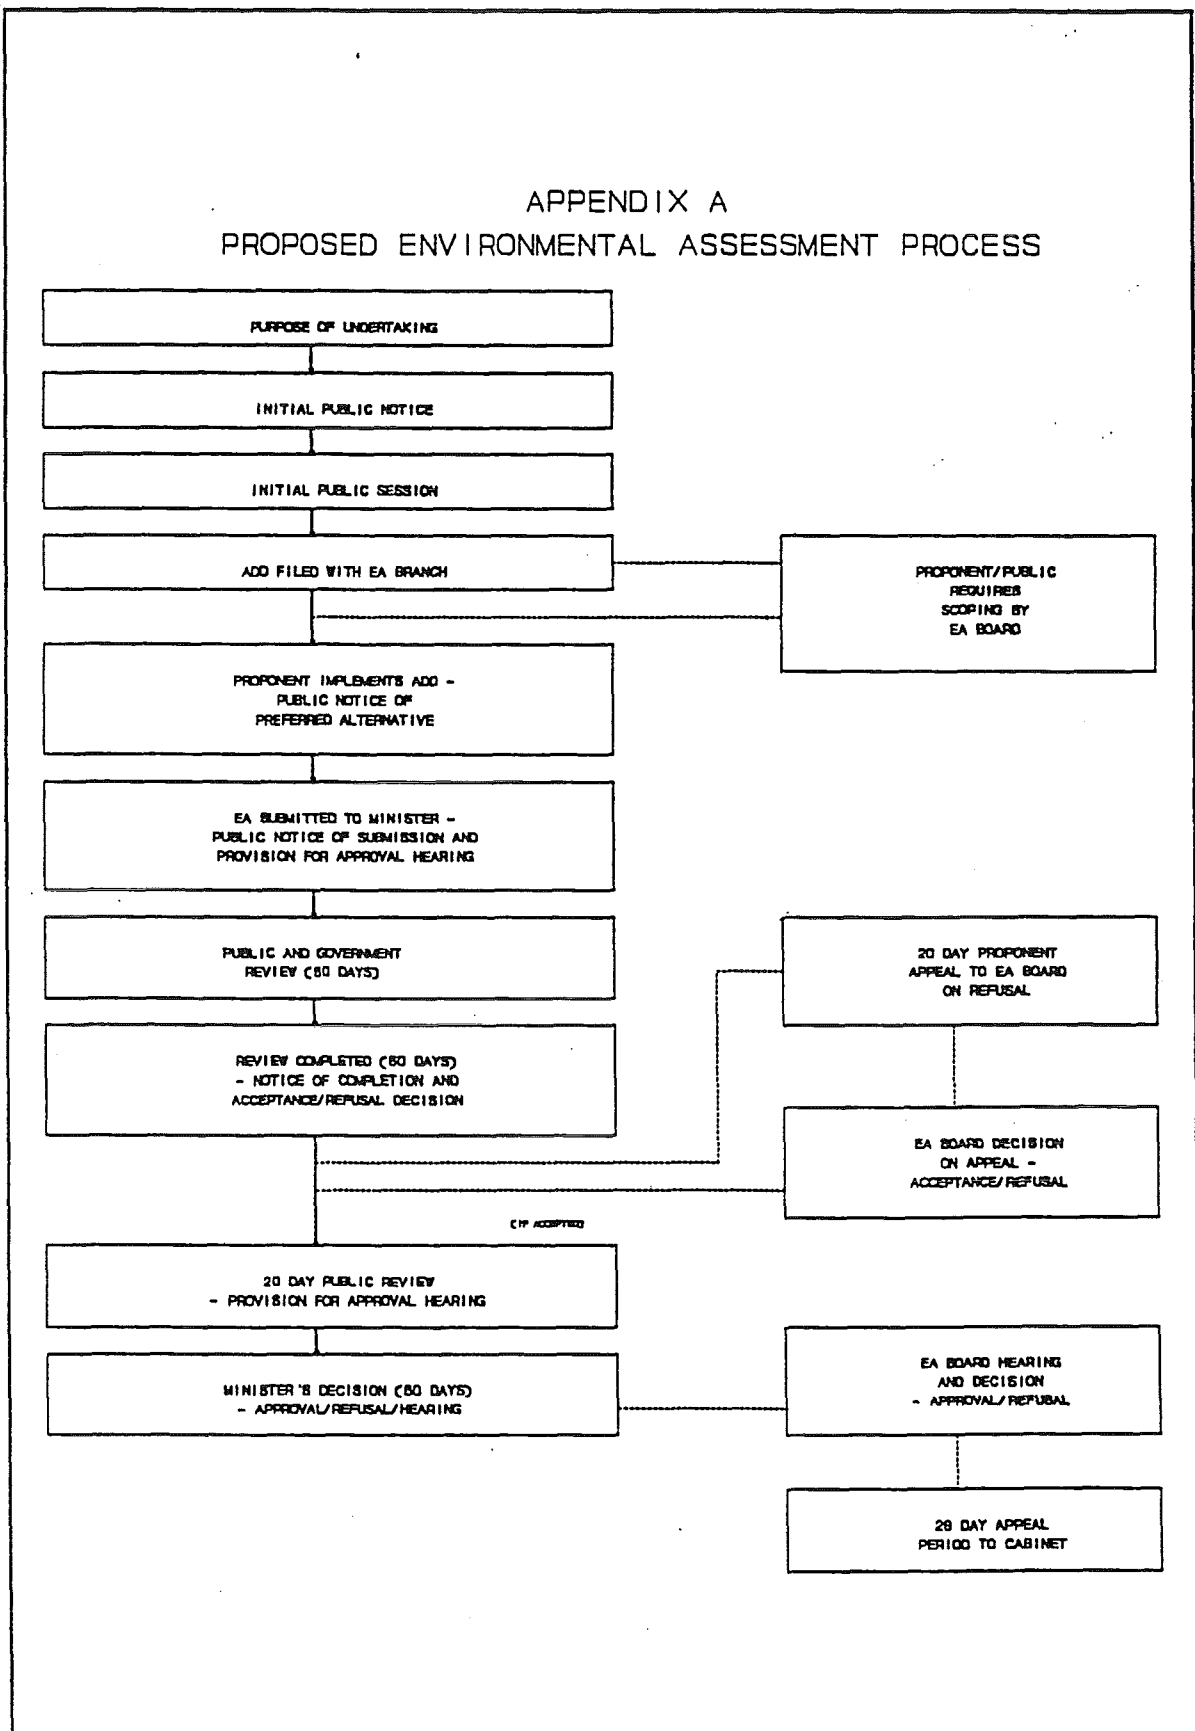 APPENDIX A
PROPOSED ENVIRONMENTAL ASSESSMENT PROCESS
PURPOSE OF UNDERTAKING
INITIAL PUBLIC NOTICE
INITIAL PUBLIC SESSION
ADD FILED WITH EA BRANCH
PROPONENT/PUBLIC
REQUIRES
SCOPING BY
EA BOARD
PROPONENT IMPLEMENTS ADD -
PUBLIC NOTICE OF
PREFERRED ALTERNATIVE
EA SUBMITTED TO MINISTER -
PUBLIC NOTICE OF SUBMISSION AND
PROVISION FOR APPROVAL HEARING
PUBLIC AND GOVERNMENT
REVIEW (60 DAYS)
20 DAY PROPONENT
APPEAL TO EA BOARD
ON REFUSAL
REVIEW COMPLETED (60 DAYS)
- NOTICE OF COMPLETION AND
ACCEPTANCE/REFUSAL DECISION
EA BOARD DECISION
ON APPEAL -
ACCEPTANCE/REFUSAL
(IF ACCEPTED
20 DAY PUBLIC REVIEW
- PROVISION FOR APPROVAL HEARING
MINISTER'S DECISION (60 DAYS)
- APPROVAL/REFUSAL/HEARING
EA BOARD HEARING
AND DECISION
- APPROVAL/REFUSAL
28 DAY APPEAL
PERIOD TO CABINET